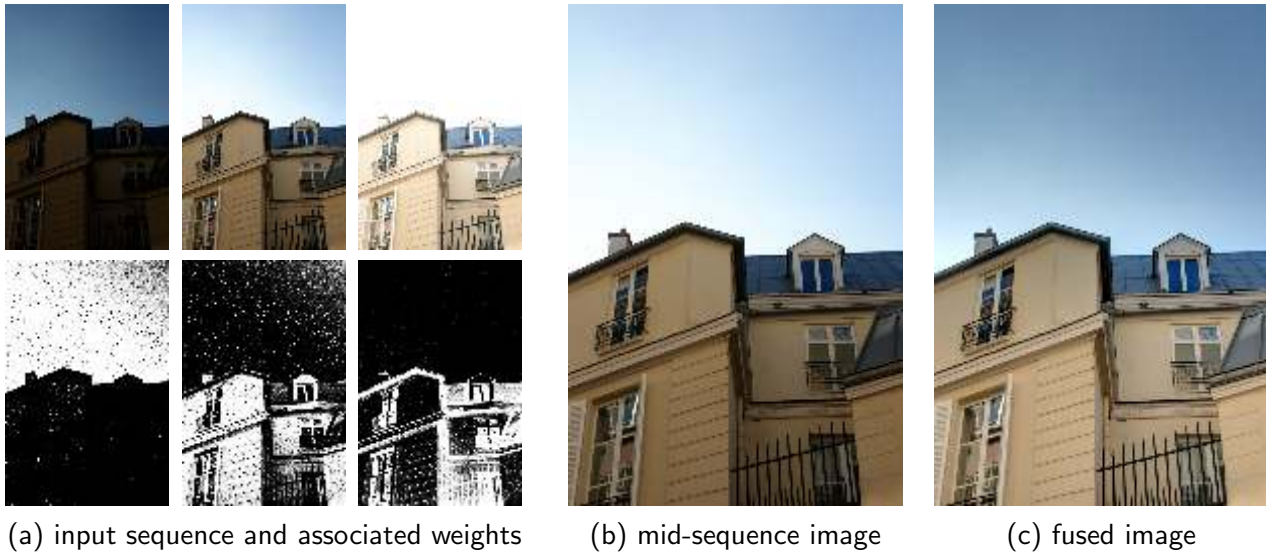 (a) input sequence and associated weights
(b) mid-sequence image
(c) fused image